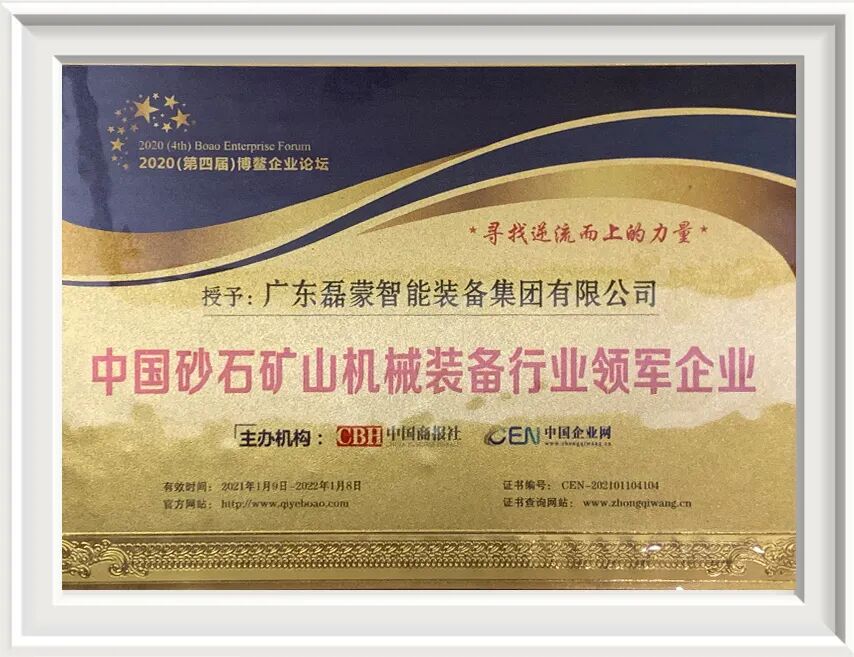 2020 (4th) Boao Enterprise Forum
2020(第四届)博鳌企业论坛
*寻找逆流而上的力量*
授予：广东磊蒙智能装备集团有限公司
中国砂石矿山机械装备行业领军企业
主办机构： CBH 中国商报社 CEN 中国企业网
www.zhongqiwang.cn
有效时间： 2021年1月9日-2022年1月8日 证书编号： CEN-202101104104
官方网站： http://www.qiyeboao.com 证书查询网站： www.zhongqiwang.cn